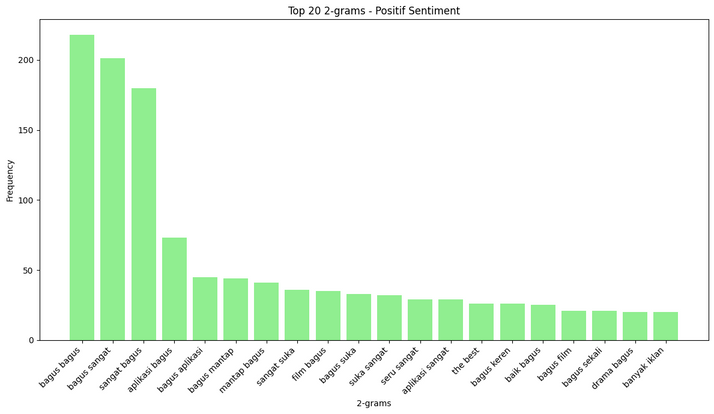 Top 20 2-grams - Positif Sentiment
Frequency
200
150
100
50
0
bagus bagus
bagus sangat
sangat bagus
aplikasi bagus
bagus aplikasi
bagus mantap
mantap bagus
sangat suka
film bagus
bagus suka
suka sangat
seru sangat
aplikasi sangat
the best
bagus keren
baik bagus
bagus film
bagus sekali
drama bagus
banyak iklan
2-grams